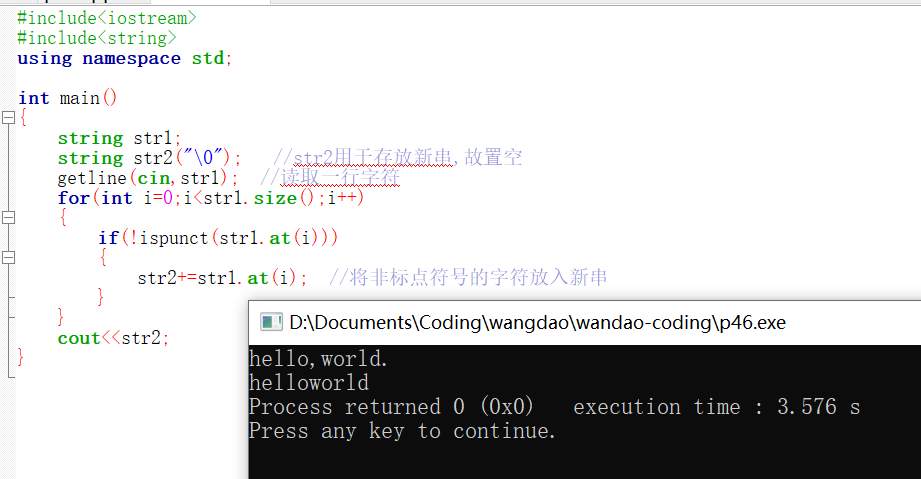 #include<iostream>
#include<string>
using namespace std;
int main()
{
string str1;
string str2("\0"); //str2用于存放新串,故置空
getline(cin,str1); //读取一行字符
for(int i=0;i<str1.size();i++)
{
if(!ispunct(str1.at(i)))
{
str2+=str1.at(i); //将非标点符号的字符放入新串
}
}
cout<<str2;
}
D:\Documents\Coding\wangdao\wandao-coding\p46.exe
hello,world.
helloworld
Process returned 0 (0x0) execution time : 3.576 s
Press any key to continue.